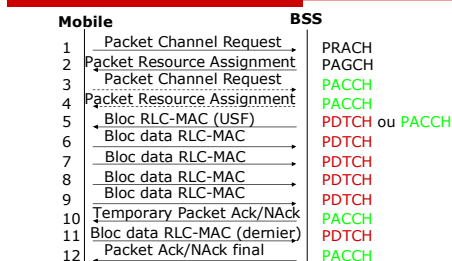 Mobile BSS
1 Packet Channel Request PRACH
2 Packet Resource Assignment PAGCH
3 Packet Channel Request PACCH
4 Packet Resource Assignment PACCH
5 Bloc RLC-MAC (USF) PDTCH ou PACCH
6 Bloc data RLC-MAC PDTCH
7 Bloc data RLC-MAC PDTCH
8 Bloc data RLC-MAC PDTCH
9 Bloc data RLC-MAC PDTCH
10 Temporary Packet Ack/NAck PACCH
11 Bloc data RLC-MAC (dernier) PDTCH
12 Packet Ack/NAck final PACCH